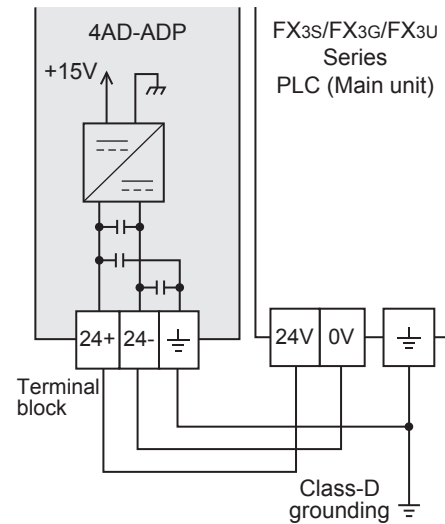 4AD-ADP
FX3S/FX3G/FX3U
Series
PLC (Main unit)
+15V
24+
24-
24V
0V
Terminal
block
Class-D
grounding